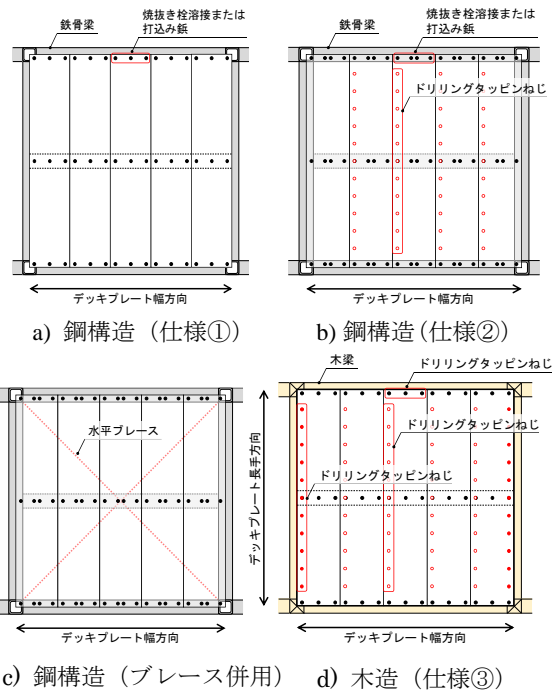 鉄骨梁
焼抜き栓溶接または
打込み鋲
デッキプレート幅方向
a) 鋼構造（仕様①）
鉄骨梁
焼抜き栓溶接または
打込み鋲
ドリリングタッピンねじ
デッキプレート幅方向
b) 鋼構造(仕様②)
水平ブレース
デッキプレート幅方向
c) 鋼構造（ブレース併用）
木梁
ドリリングタッピンねじ
ドリリングタッピンねじ
ドリリングタッピンねじ
デッキプレート長手方向
デッキプレート幅方向
d) 木造（仕様③）